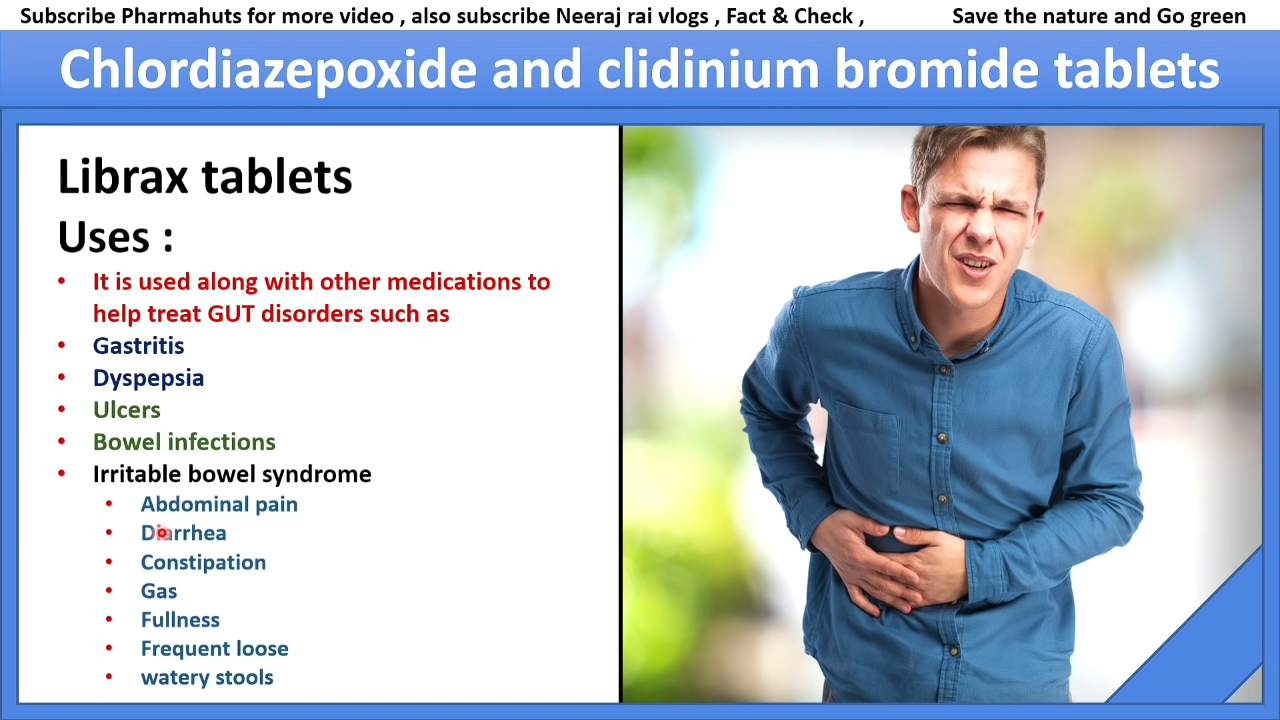 Subscribe Pharmahuts for more video , also subscribe Neeraj rai vlogs , Fact & Check , Save the nature and Go green
Chlordiazepoxide and clidinium bromide tablets
Librax tablets
Uses :
• It is used along with other medications to
help treat GUT disorders such as
• Gastritis
• Dyspepsia
• Ulcers
• Bowel infections
• Irritable bowel syndrome
• Abdominal pain
• Diarrhea
• Constipation
• Gas
• Fullness
• Frequent loose
• watery stools